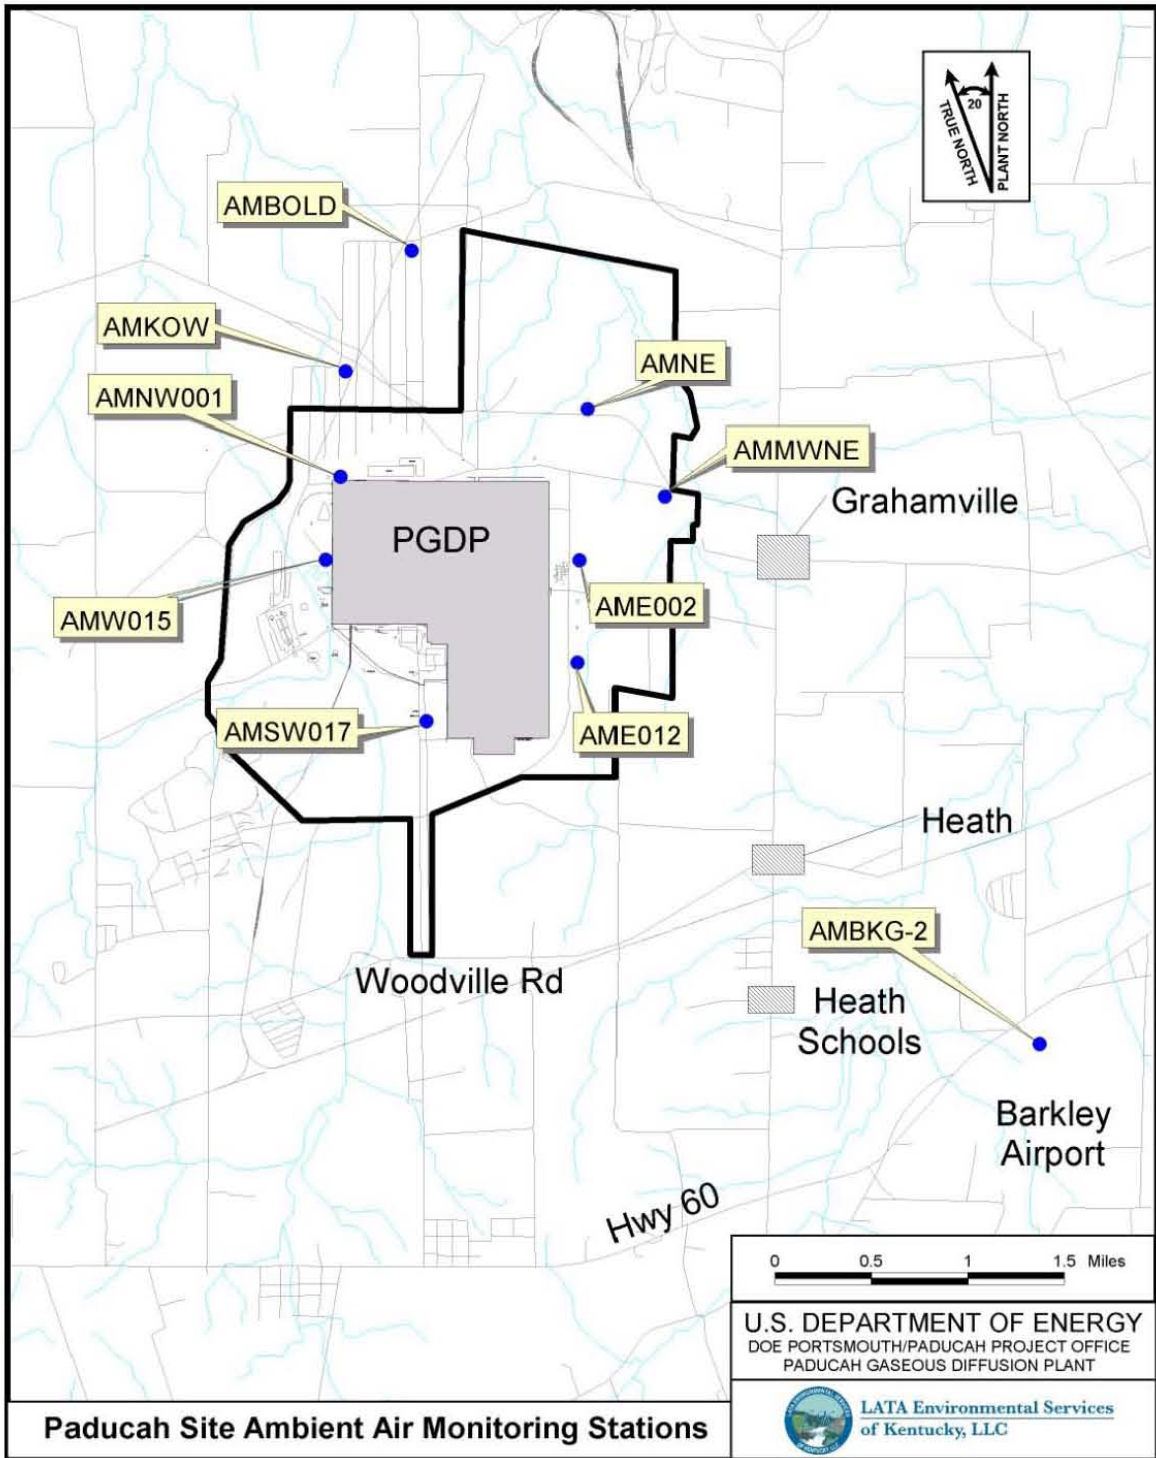 TRUE NORTH
20
PLANT NORTH
AMBOLD
AMKOW
AMNE
AMNW001
AMMWNE
Grahamville
PGDP
AME002
AMW015
AMSW017
AME012
Heath
AMBKG-2
Woodville Rd
Heath
Schools
Barkley
Airport
Hwy 60
0 0.5 1 1.5 Miles
U.S. DEPARTMENT OF ENERGY
DOE PORTSMOUTH/PADUCAH PROJECT OFFICE
PADUCAH GASEOUS DIFFUSION PLANT
Paducah Site Ambient Air Monitoring Stations
LATA Environmental Services
of Kentucky, LLC